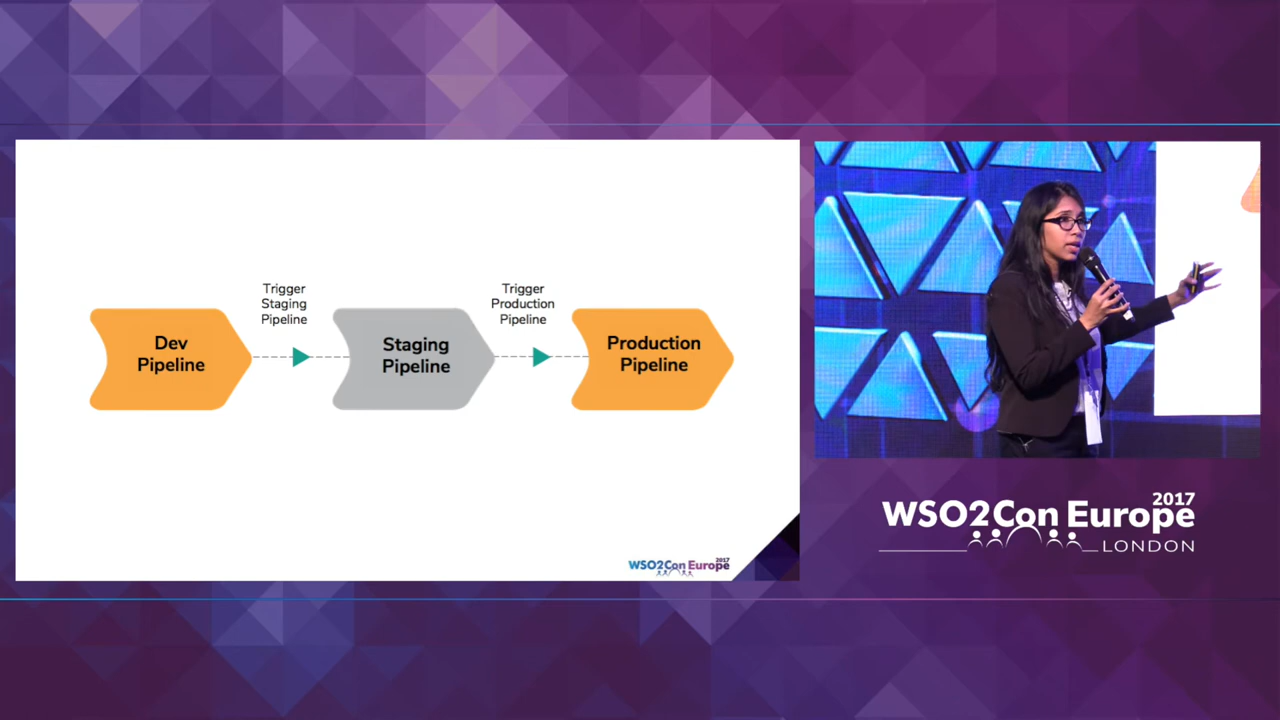 Trigger
Staging
Pipeline
Trigger
Production
Pipeline
Dev
Pipeline
Staging
Pipeline
Production
Pipeline
WSO2Con Europe 2017
2017
WSO2Con Europe
LONDON